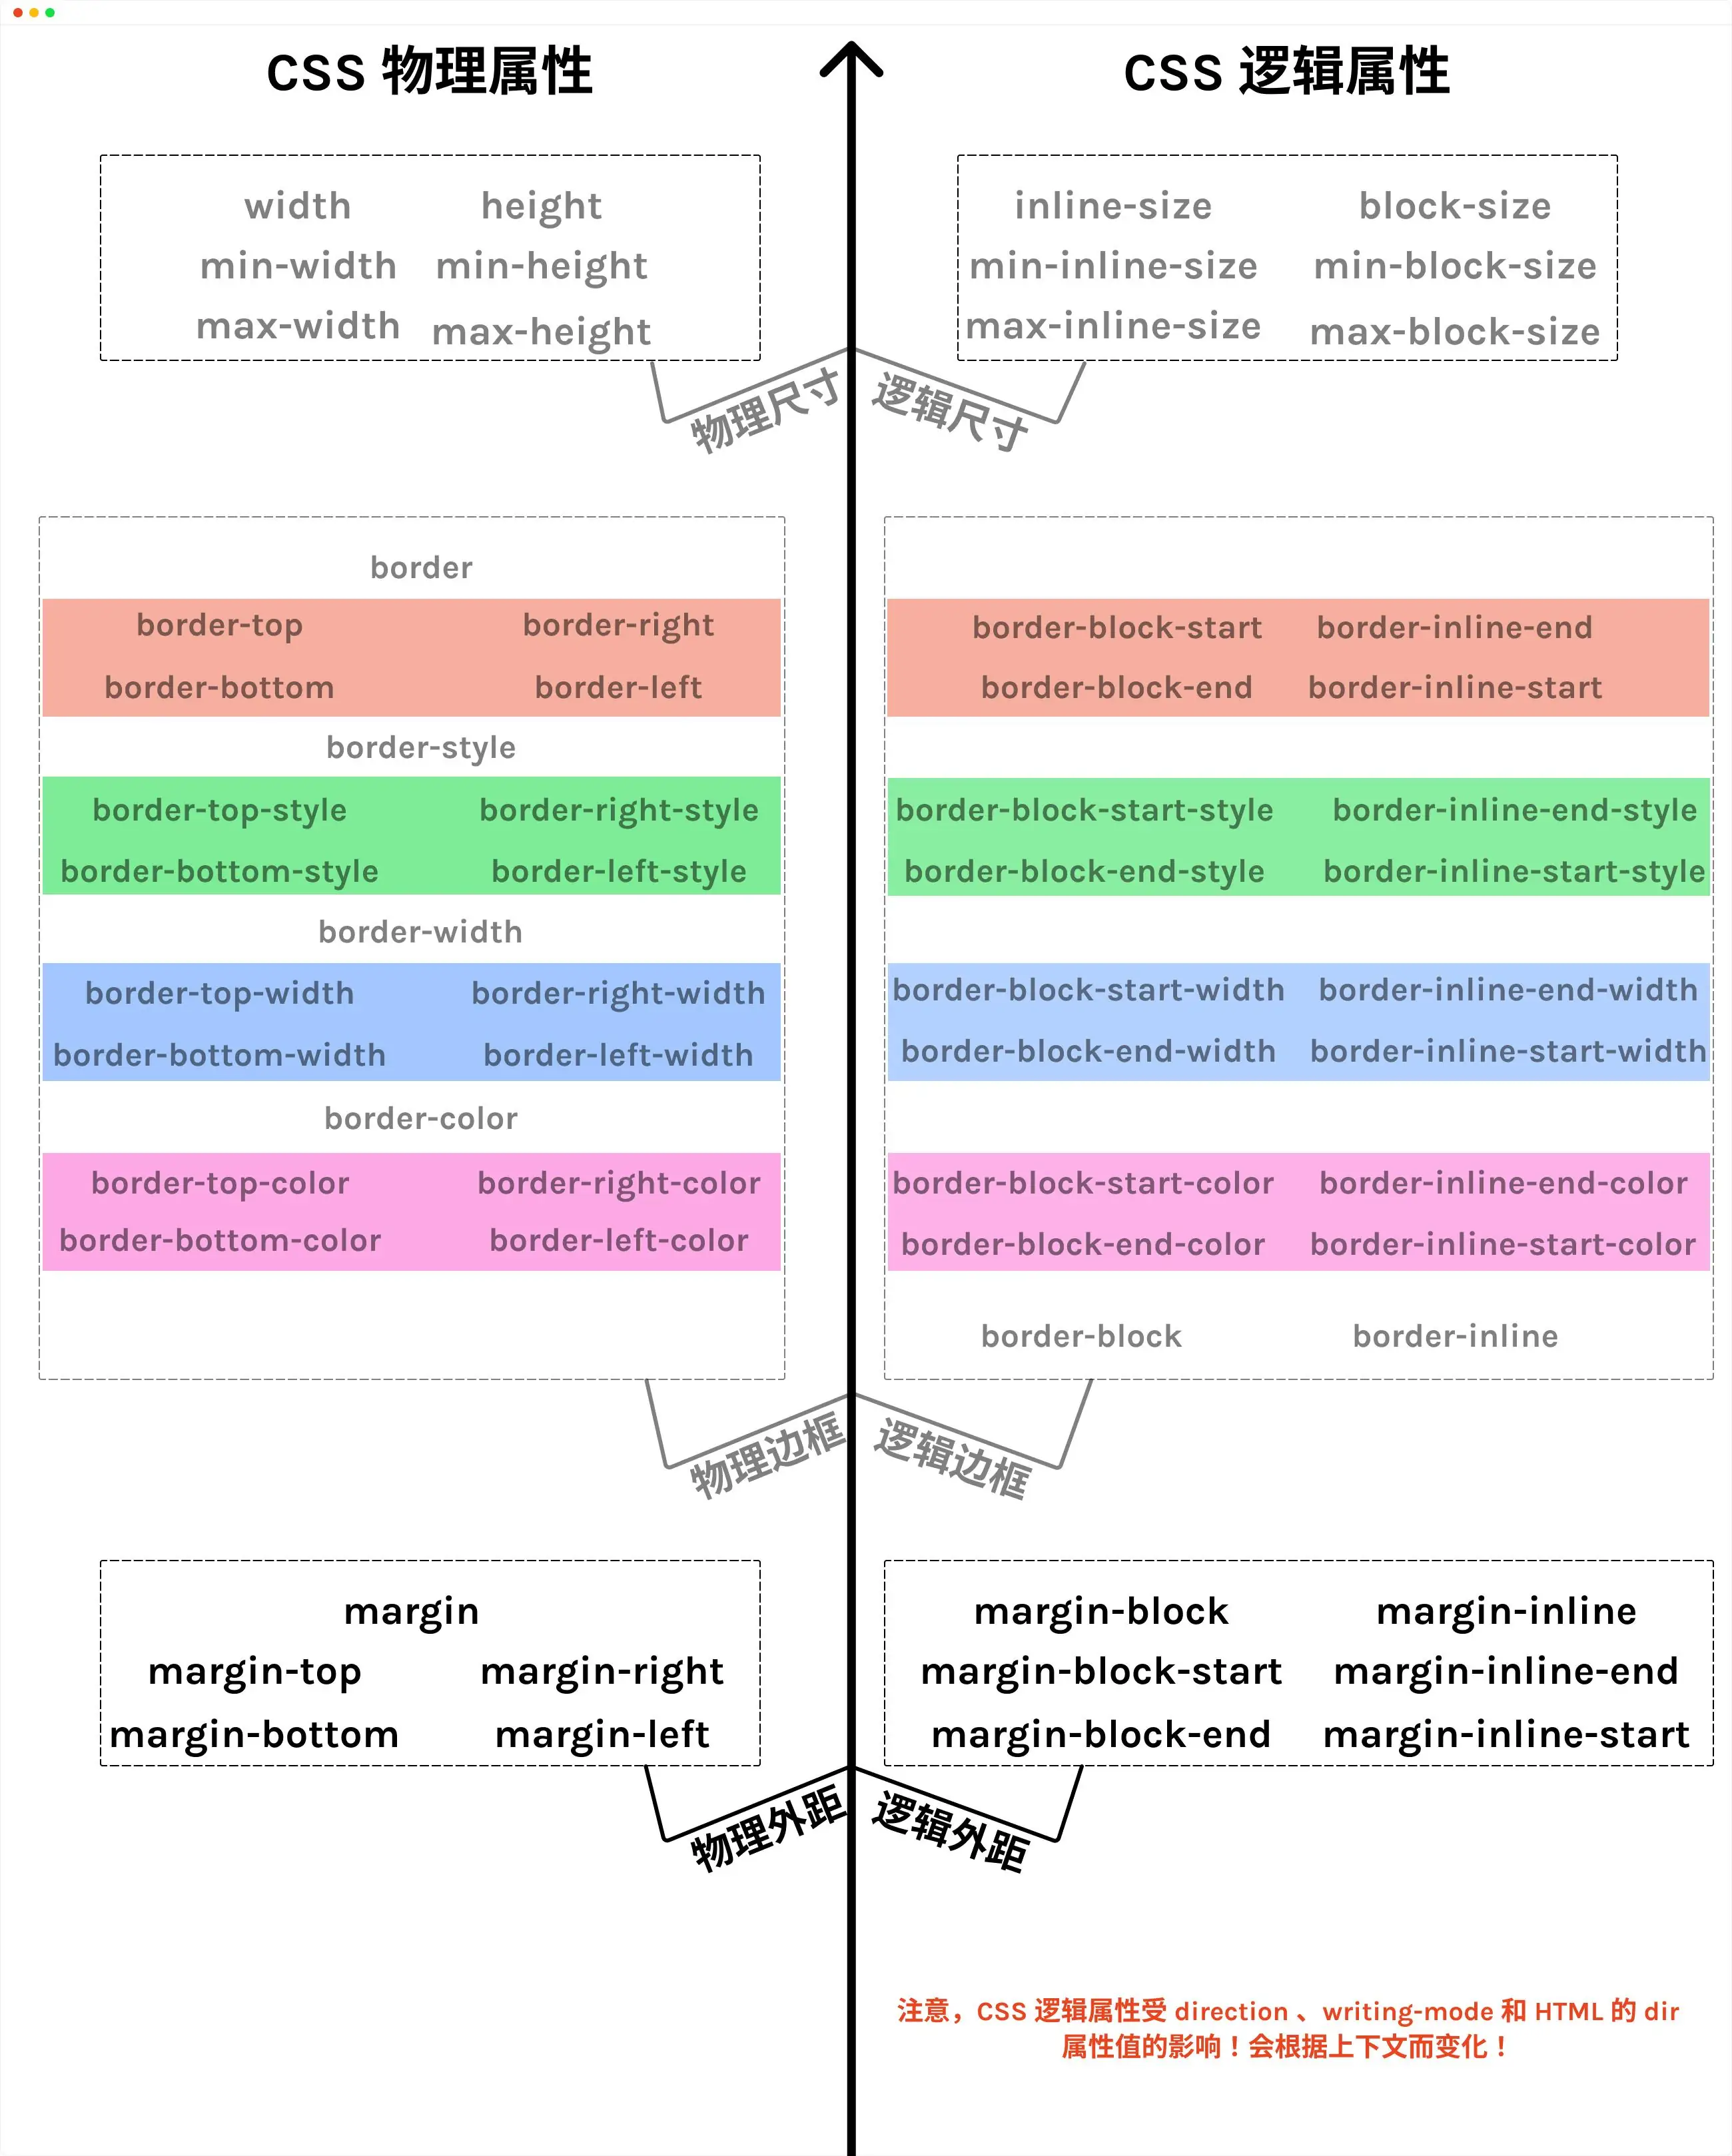 CSS 物理属性
CSS 逻辑属性
width height
min-width min-height
max-width max-height
inline-size block-size
min-inline-size min-block-size
max-inline-size max-block-size
物理尺寸
逻辑尺寸
border
border-top border-right
border-bottom border-left
border-style
border-top-style border-right-style
border-bottom-style border-left-style
border-width
border-top-width border-right-width
border-bottom-width border-left-width
border-color
border-top-color border-right-color
border-bottom-color border-left-color
border-block-start border-inline-end
border-block-end border-inline-start
border-block-start-style border-inline-end-style
border-block-end-style border-inline-start-style
border-block-start-width border-inline-end-width
border-block-end-width border-inline-start-width
border-block-start-color border-inline-end-color
border-block-end-color border-inline-start-color
border-block border-inline
物理边框
逻辑边框
margin
margin-top margin-right
margin-bottom margin-left
margin-block margin-inline
margin-block-start margin-inline-end
margin-block-end margin-inline-start
物理外距
逻辑外距
注意，CSS 逻辑属性受 direction 、writing-mode 和 HTML 的 dir
属性值的影响！会根据上下文而变化！